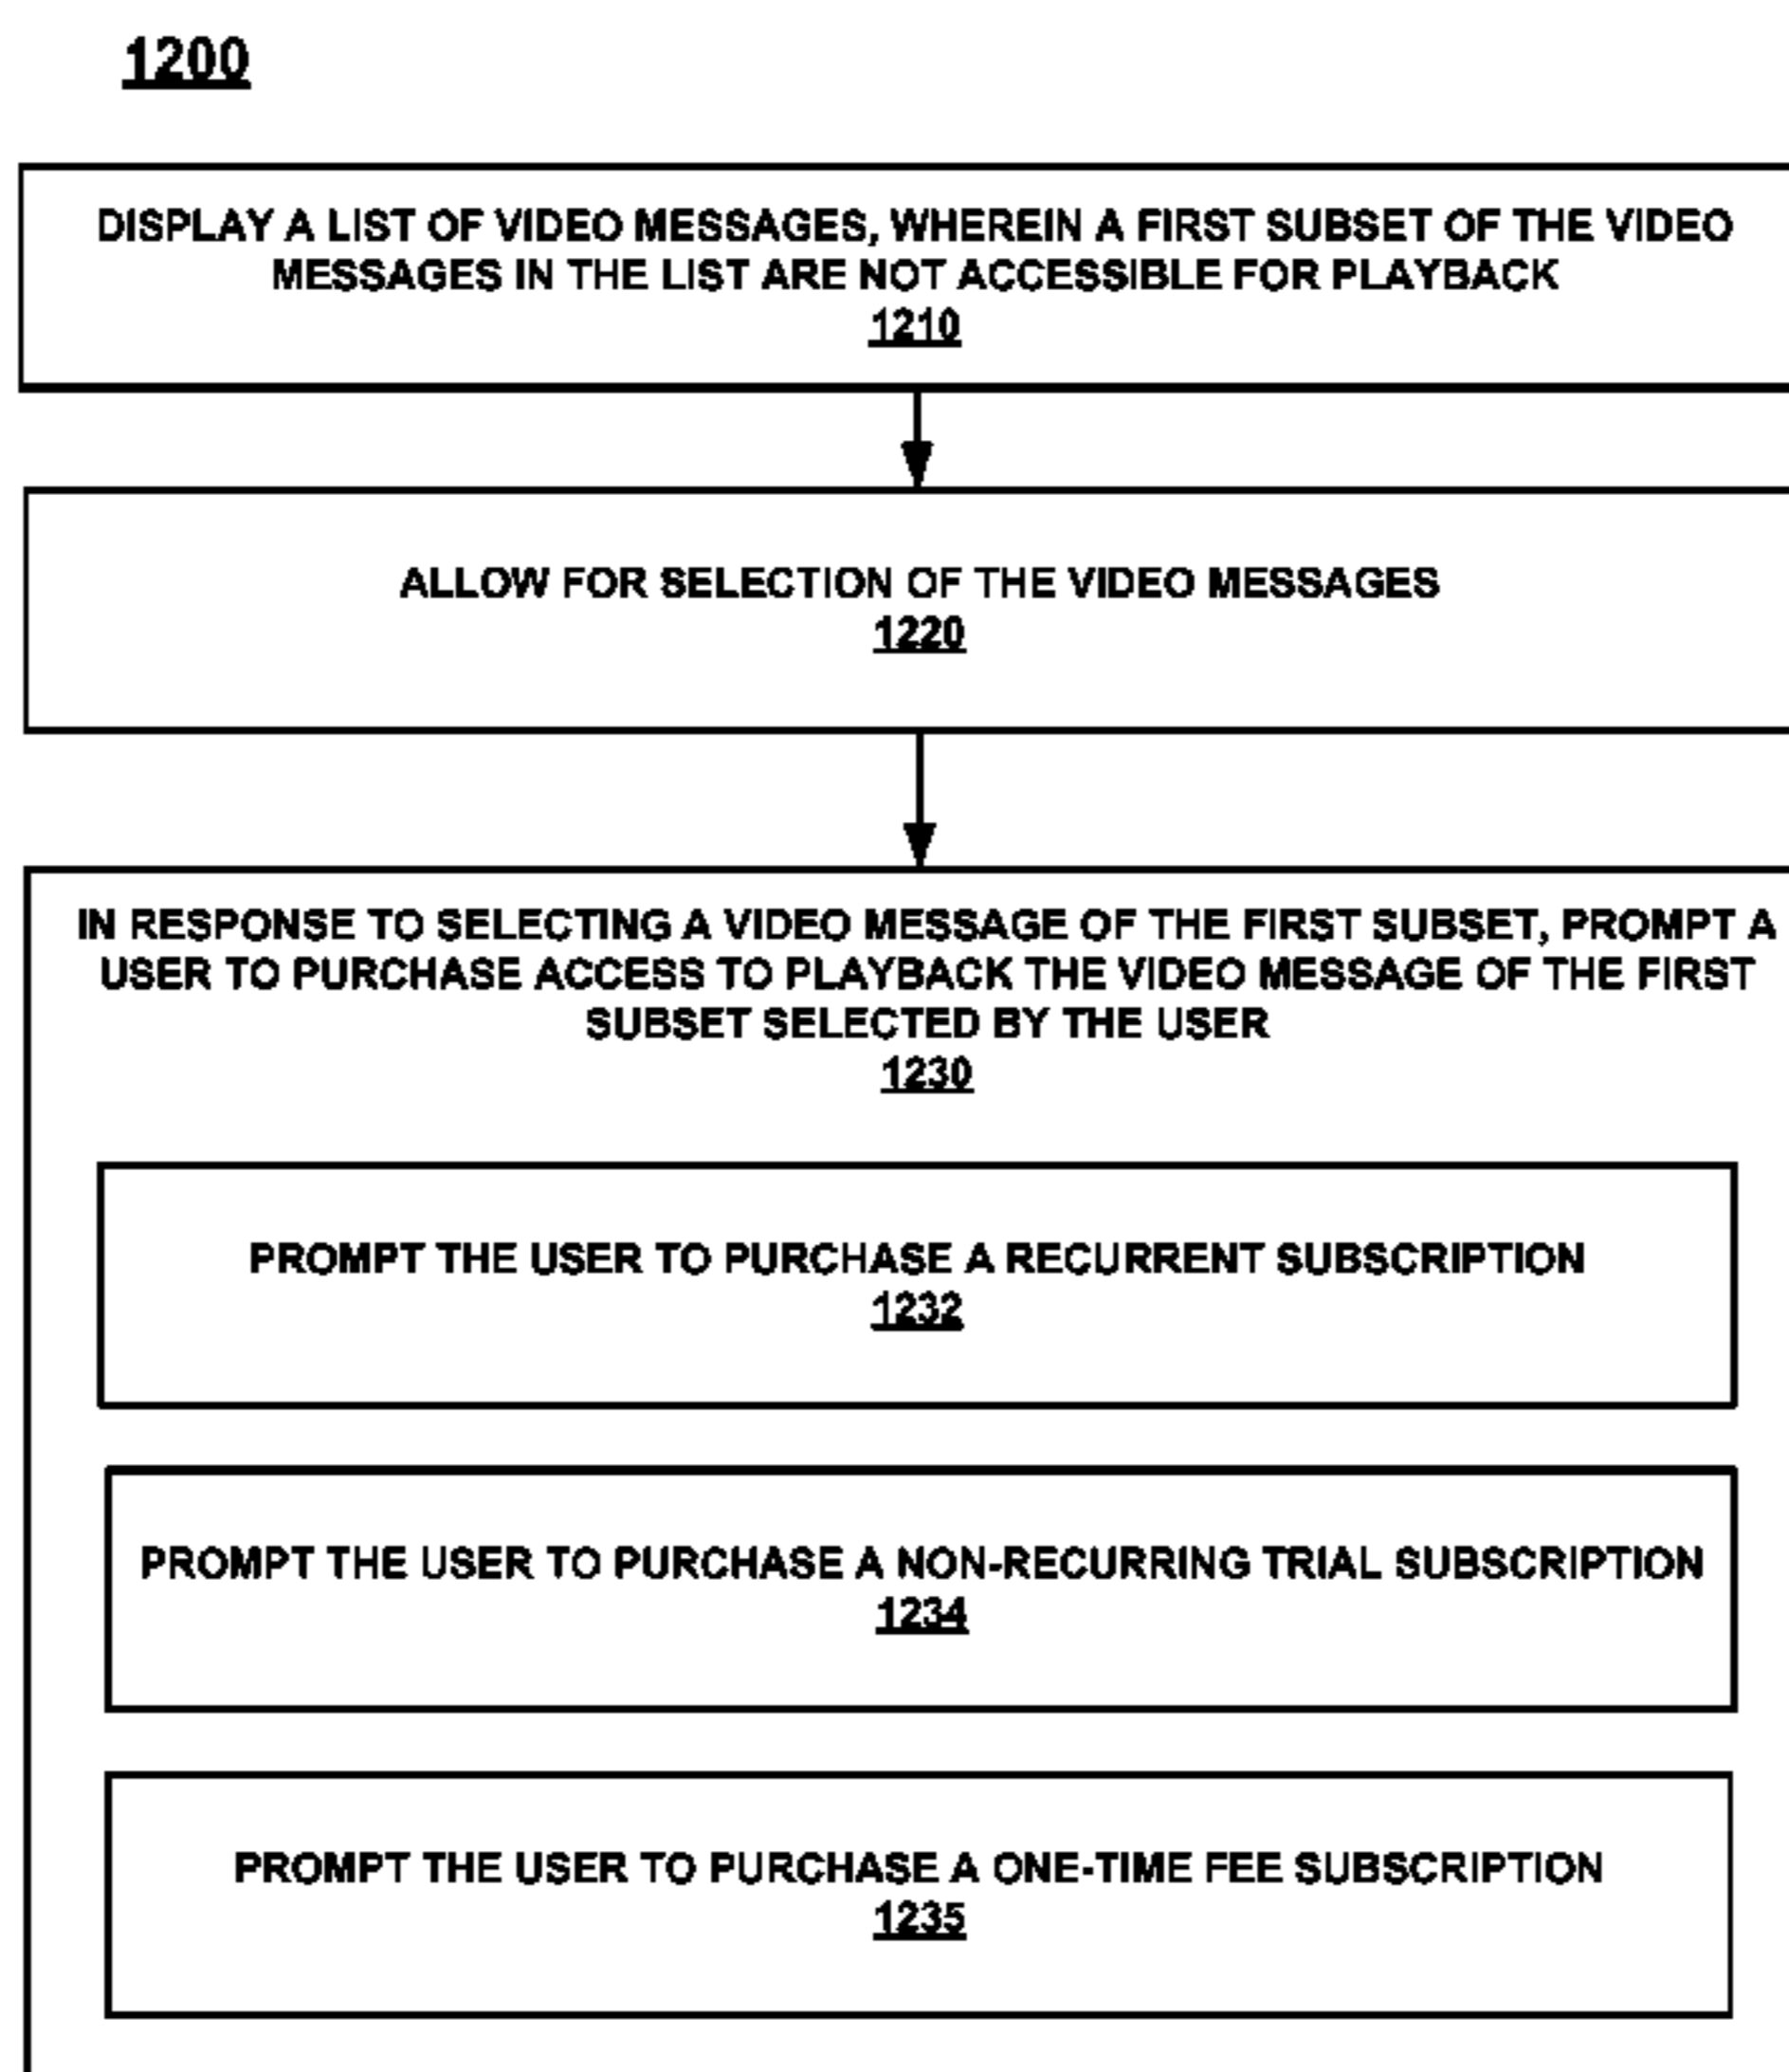 1200
DISPLAY A LIST OF VIDEO MESSAGES, WHEREIN A FIRST SUBSET OF THE VIDEO
MESSAGES IN THE LIST ARE NOT ACCESSIBLE FOR PLAYBACK
1210
ALLOW FOR SELECTION OF THE VIDEO MESSAGES
1220
IN RESPONSE TO SELECTING A VIDEO MESSAGE OF THE FIRST SUBSET, PROMPT A
USER TO PURCHASE ACCESS TO PLAYBACK THE VIDEO MESSAGE OF THE FIRST
SUBSET SELECTED BY THE USER
1230
PROMPT THE USER TO PURCHASE A RECURRENT SUBSCRIPTION
1232
PROMPT THE USER TO PURCHASE A NON-RECURRING TRIAL SUBSCRIPTION
1234
PROMPT THE USER TO PURCHASE A ONE-TIME FEE SUBSCRIPTION
1235